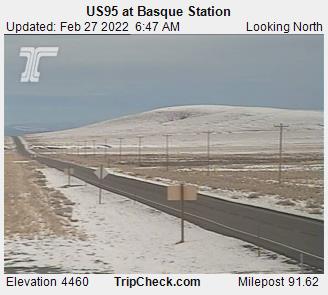 US95 at Basque Station
Updated: Feb 27 2022 6:47 AM Looking North
Elevation 4460 TripCheck.com Milepost 91.62